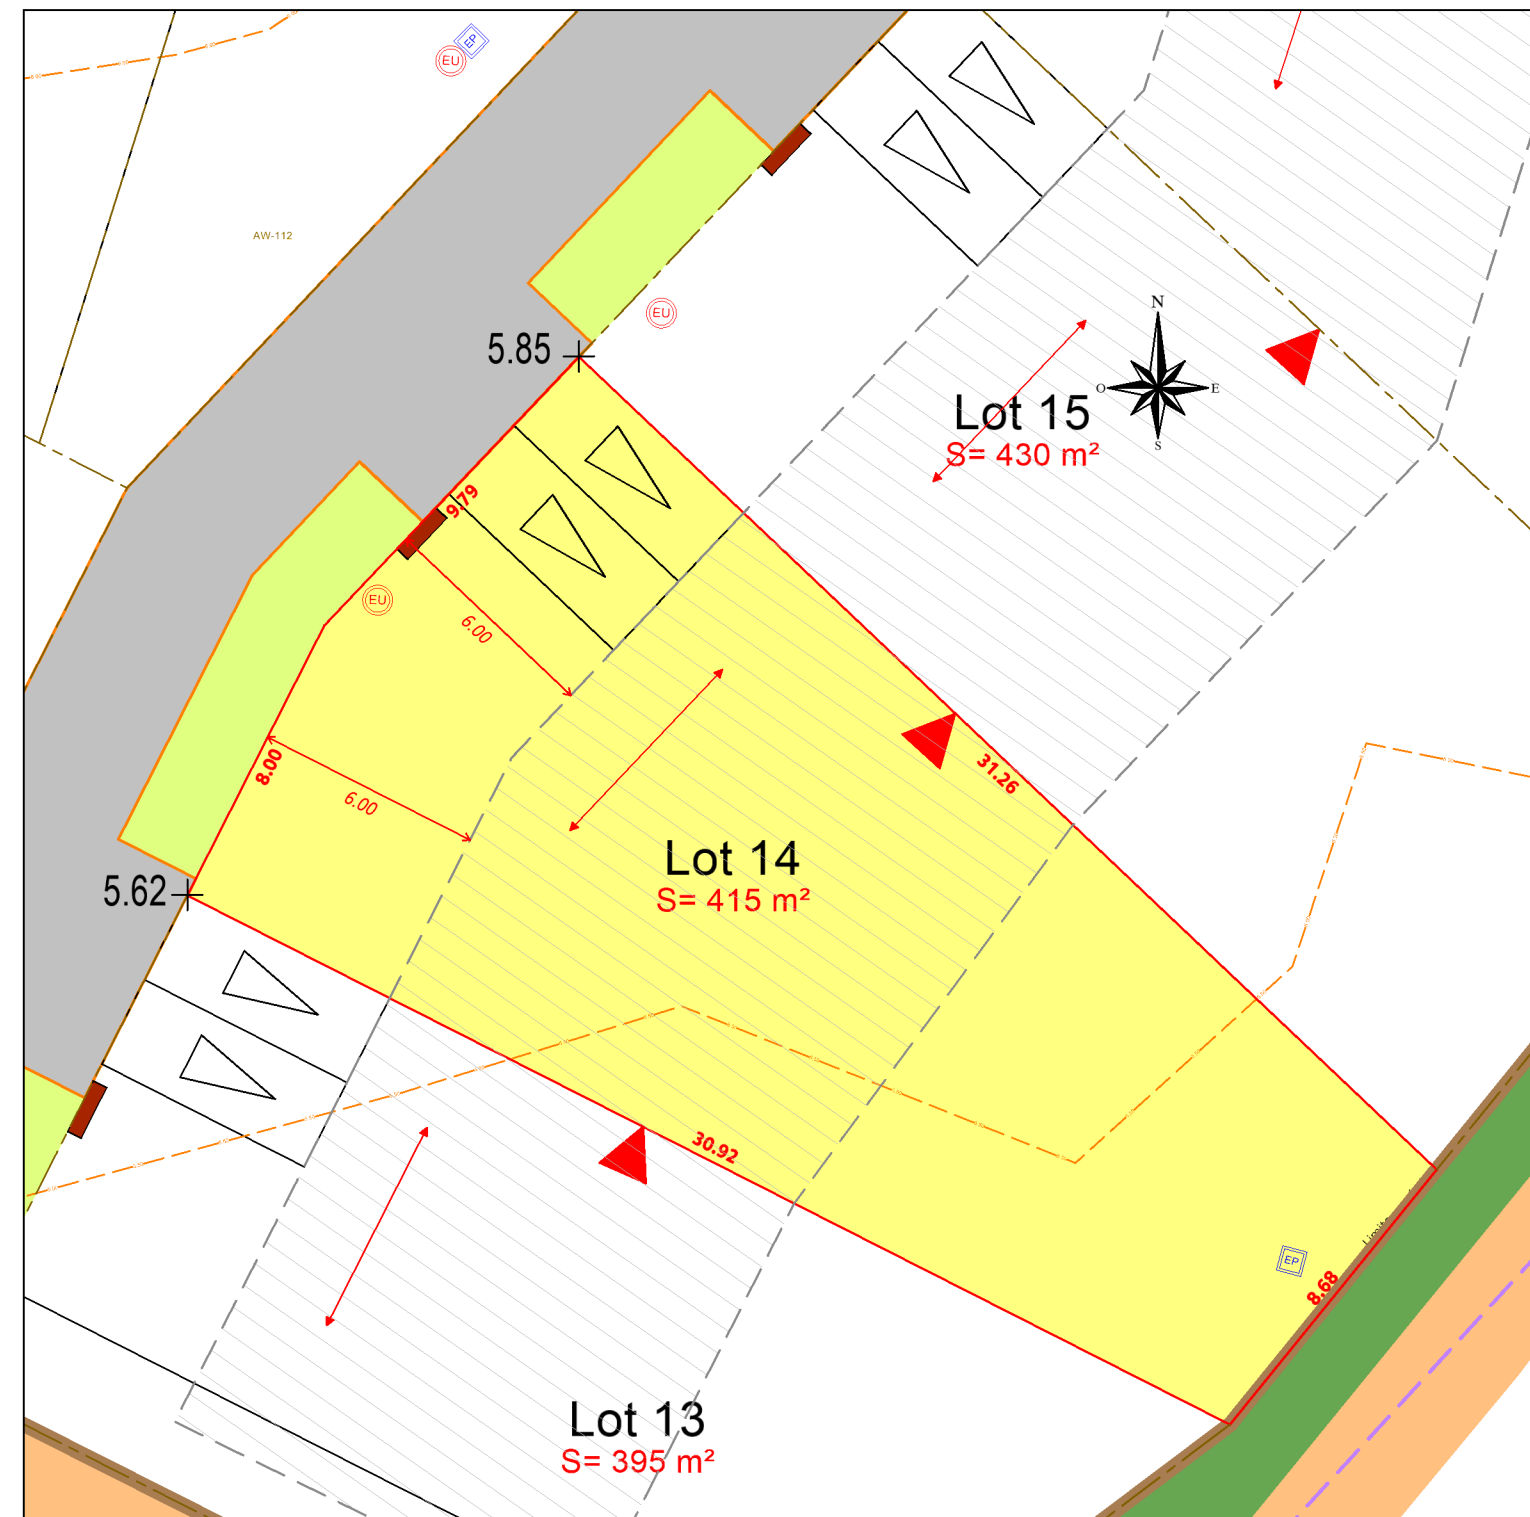 EP
EU
AW-112
N
EU
5.85
O
E
Lot 15
S
S= 430 m²
9.79
EU
6.00
8.00
31.26
6.00
Lot 14
5.62
S= 415 m²
30.92
EP
8.68
Lot 13
S= 395 m²